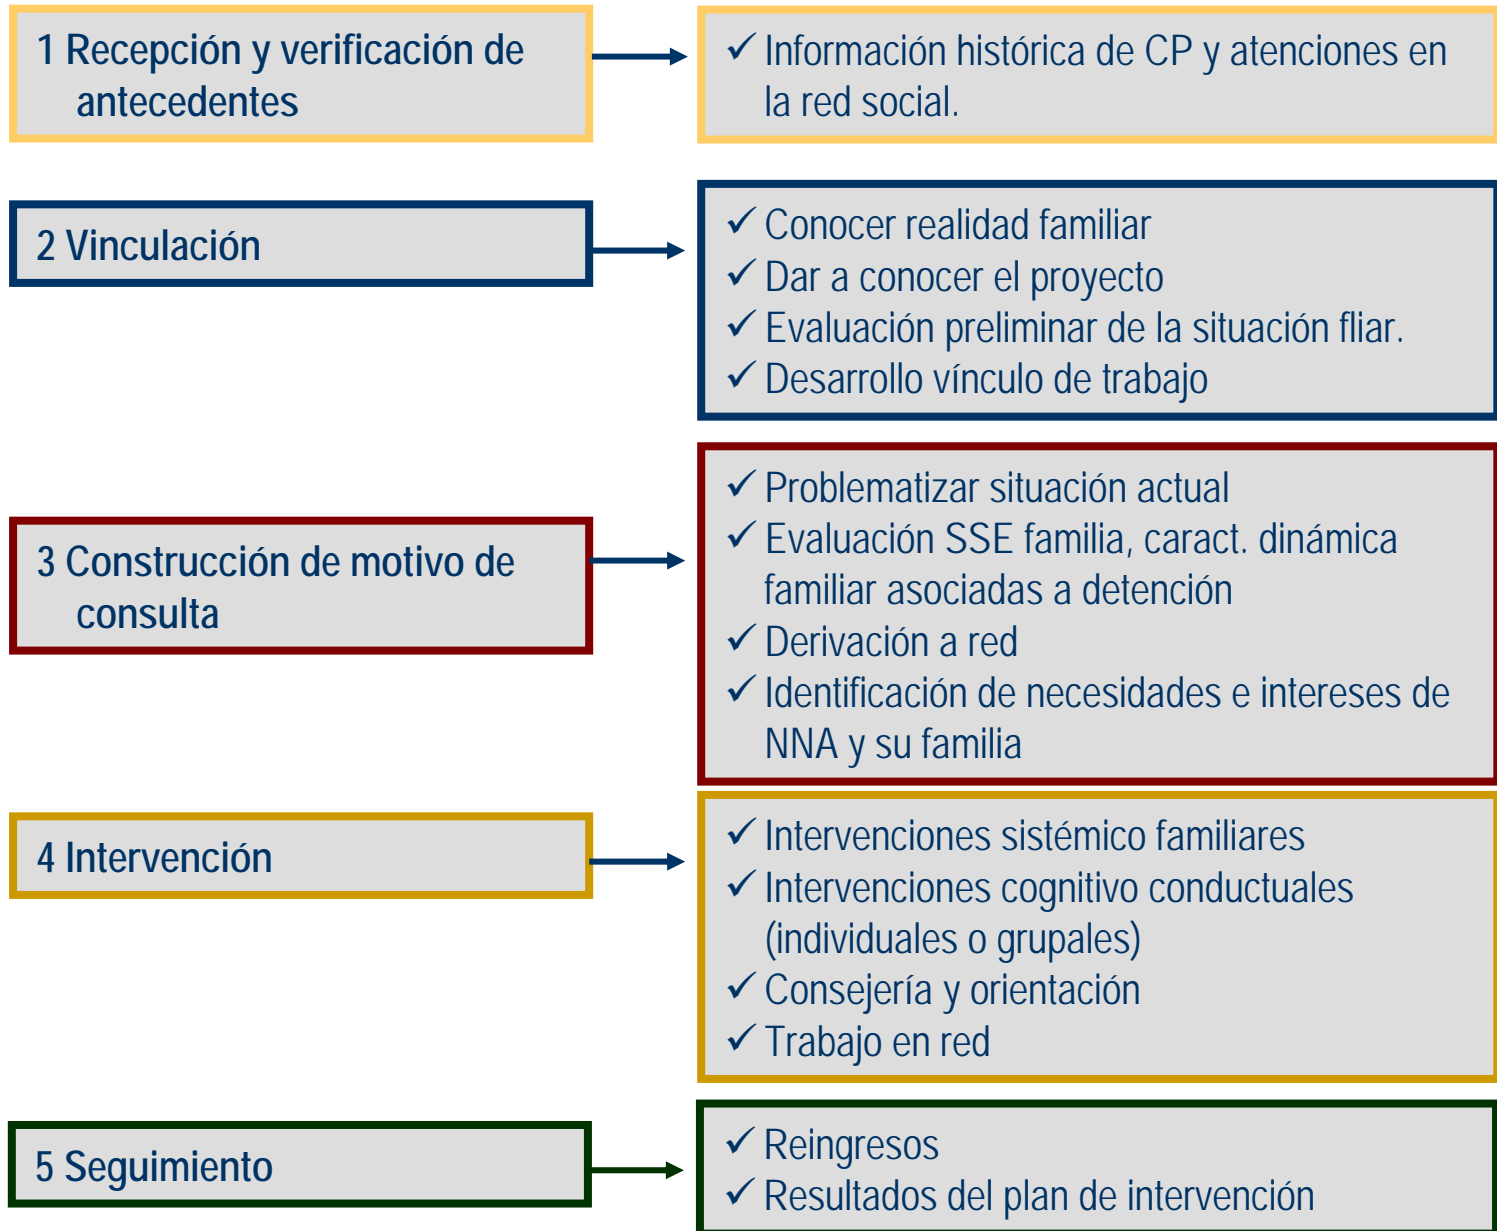 1 Recepción y verificación de
antecedentes
✓ Información histórica de CP y atenciones en
la red social.
2 Vinculación
✓ Conocer realidad familiar
✓ Dar a conocer el proyecto
✓ Evaluación preliminar de la situación fliar.
✓ Desarrollo vínculo de trabajo
3 Construcción de motivo de
consulta
✓ Problematizar situación actual
✓ Evaluación SSE familia, caract. dinámica
familiar asociadas a detención
✓ Derivación a red
✓ Identificación de necesidades e intereses de
NNA y su familia
4 Intervención
✓ Intervenciones sistémico familiares
✓ Intervenciones cognitivo conductuales
(individuales o grupales)
✓ Consejería y orientación
✓ Trabajo en red
5 Seguimiento
✓ Reingresos
✓ Resultados del plan de intervención